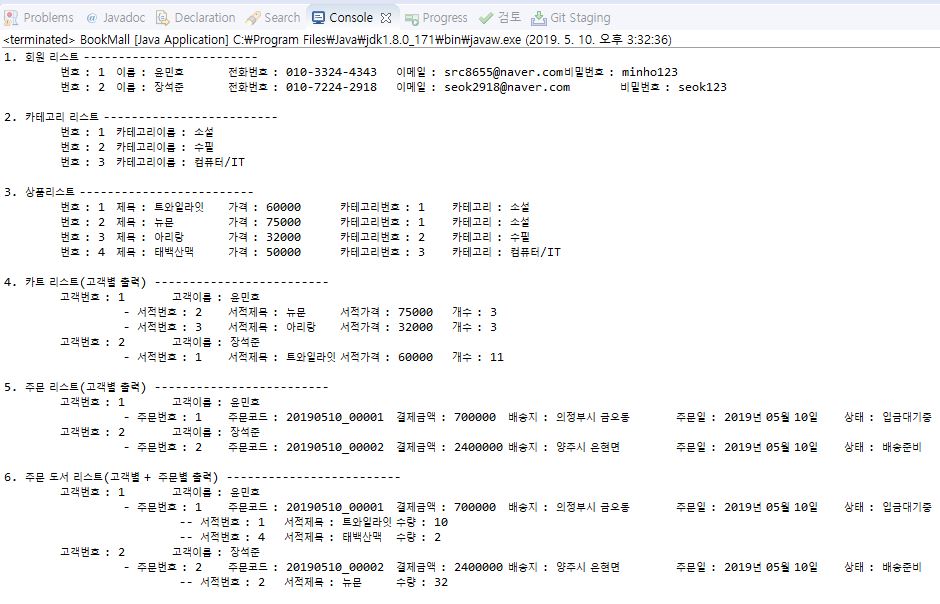 Problems @ Javadoc Declaration Search Console Progress 검토 Git Staging
<terminated> BookMall [Java Application] C:₩Program Files₩Java₩jdk1.8.0_171₩bin₩javaw.exe (2019. 5. 10. 오후 3:32:36)
1. 회원 리스트 --------------------------
번호 : 1 이름 : 윤민호 전화번호 : 010-3324-4343 이메일 : src8655@naver.com비밀번호 : minho123
번호 : 2 이름 : 장석준 전화번호 : 010-7224-2918 이메일 : seok2918@naver.com 비밀번호 : seok123
2. 카테고리 리스트 --------------------------
번호 : 1 카테고리이름 : 소설
번호 : 2 카테고리이름 : 수필
번호 : 3 카테고리이름 : 컴퓨터/IT
3. 상품리스트 --------------------------
번호 : 1 제목 : 트와일라잇 가격 : 60000 카테고리번호 : 1 카테고리 : 소설
번호 : 2 제목 : 뉴문 가격 : 75000 카테고리번호 : 1 카테고리 : 소설
번호 : 3 제목 : 아리랑 가격 : 32000 카테고리번호 : 2 카테고리 : 수필
번호 : 4 제목 : 태백산맥 가격 : 50000 카테고리번호 : 3 카테고리 : 컴퓨터/IT
4. 카트 리스트(고객별 출력) --------------------------
고객번호 : 1 고객이름 : 윤민호
- 서적번호 : 2 서적제목 : 뉴문 서적가격 : 75000 개수 : 3
- 서적번호 : 3 서적제목 : 아리랑 서적가격 : 32000 개수 : 3
고객번호 : 2 고객이름 : 장석준
- 서적번호 : 1 서적제목 : 트와일라잇 서적가격 : 60000 개수 : 11
5. 주문 리스트(고객별 출력) --------------------------
고객번호 : 1 고객이름 : 윤민호
- 주문번호 : 1 주문코드 : 20190510_00001 결제금액 : 700000 배송지 : 의정부시 금오동 주문일 : 2019년 05월 10일 상태 : 입금대기중
고객번호 : 2 고객이름 : 장석준
- 주문번호 : 2 주문코드 : 20190510_00002 결제금액 : 2400000 배송지 : 양주시 은현면 주문일 : 2019년 05월 10일 상태 : 배송준비
6. 주문 도서 리스트(고객별 + 주문별 출력) --------------------------
고객번호 : 1 고객이름 : 윤민호
- 주문번호 : 1 주문코드 : 20190510_00001 결제금액 : 700000 배송지 : 의정부시 금오동 주문일 : 2019년 05월 10일 상태 : 입금대기중
-- 서적번호 : 1 서적제목 : 트와일라잇 수량 : 10
-- 서적번호 : 4 서적제목 : 태백산맥 수량 : 2
고객번호 : 2 고객이름 : 장석준
- 주문번호 : 2 주문코드 : 20190510_00002 결제금액 : 2400000 배송지 : 양주시 은현면 주문일 : 2019년 05월 10일 상태 : 배송준비
-- 서적번호 : 2 서적제목 : 뉴문 수량 : 32